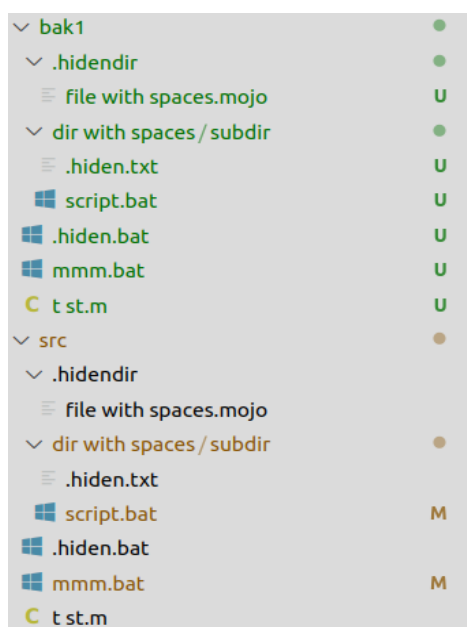 bak1
.hidendir
file with spaces.mojo U
dir with spaces / subdir
.hiden.txt U
script.bat U
.hiden.bat U
mmm.bat U
C t st.m U
src
.hidendir
file with spaces.mojo
dir with spaces / subdir
.hiden.txt
script.bat M
.hiden.bat
mmm.bat M
C t st.m